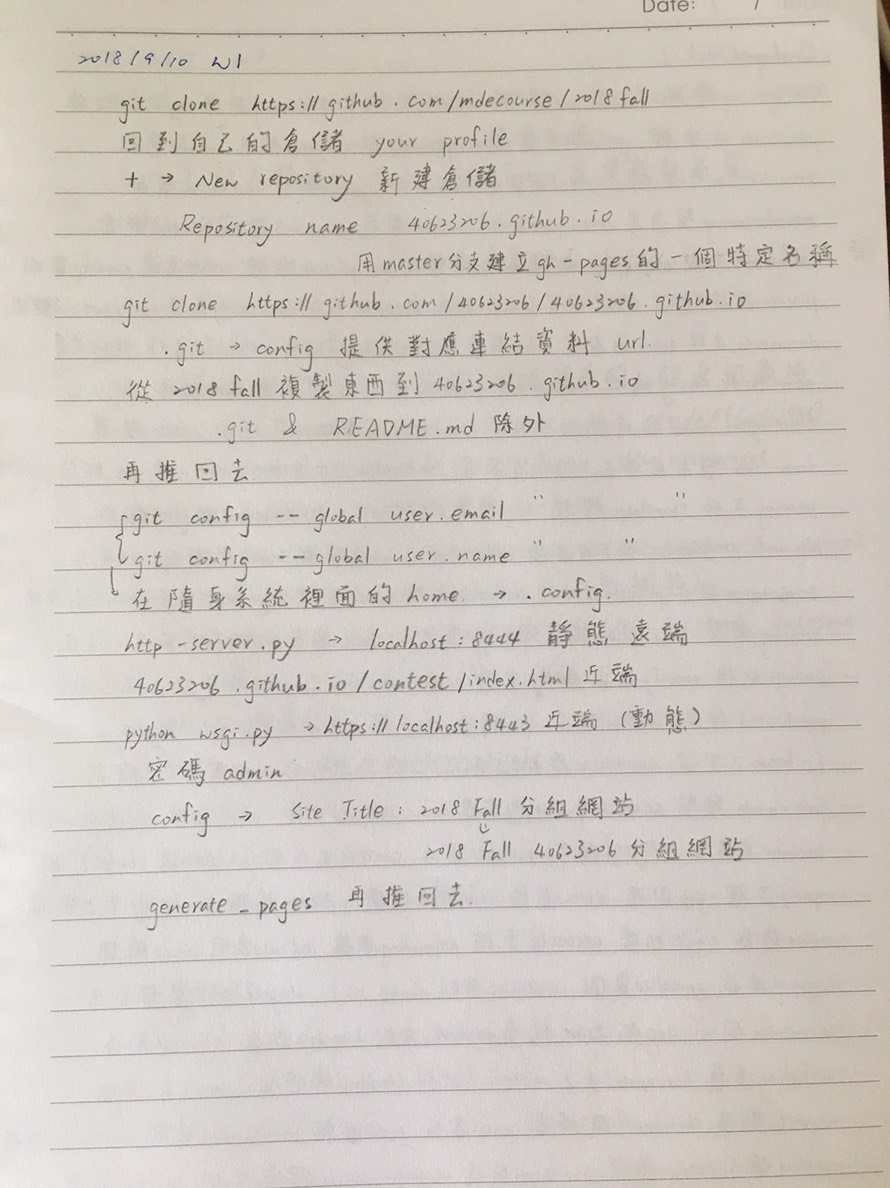 Date: /
2018/9/10 W1
git clone https://github.com/mdecourse/2018fall
回到自己的倉儲 your profile
+ → New repository 新建倉儲
Repository name 40623206.github.io
用master分支建立gh-pages的一個特定名稱
git clone https://github.com/40623206/40623206.github.io
.git → config 提供對應連結資料 url.
從 2018 fall 複製東西到 40623206.github.io
.git & README.md 除外
再推回去
git config --global user.email " "
git config --global user.name " "
在隨身系統裡面的home → .config.
http-server.py → localhost:8444 靜態 遠端
40623206.github.io/contest/index.html 近端
python wsgi.py → https://localhost:8443 近端 (動態)
密碼 admin
config → Site Title: 2018 Fall 分組網站
↓
2018 Fall 40623206 分組網站
generate_pages 再推回去.